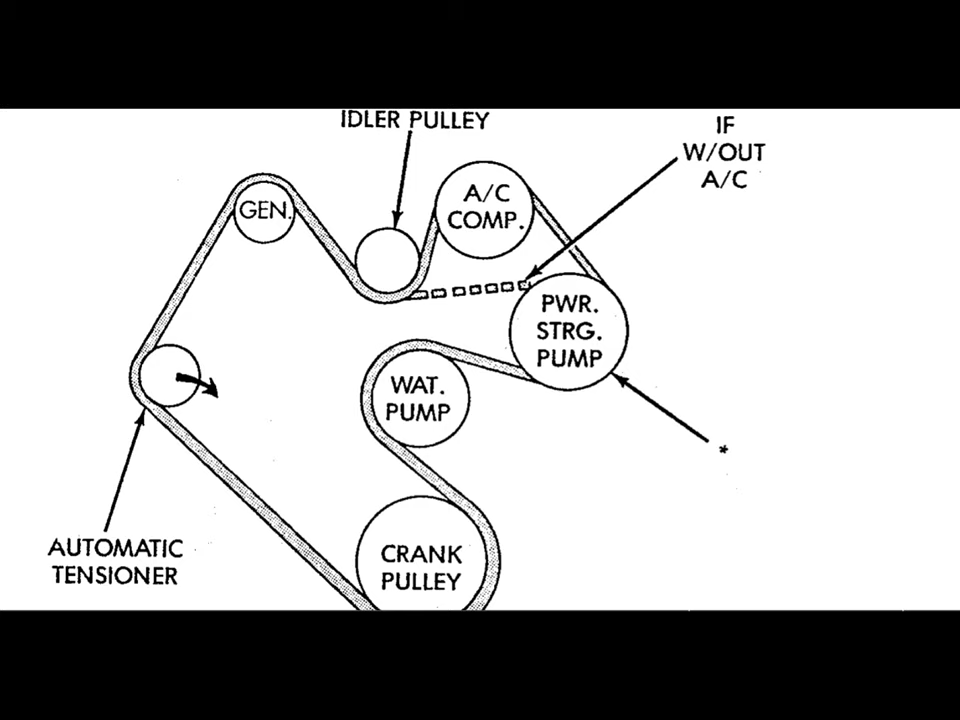 IDLER PULLEY
IF
W/OUT
A/C
GEN.
A/C
COMP.
PWR.
STRG.
PUMP
WAT.
PUMP
*
CRANK
PULLEY
AUTOMATIC
TENSIONER